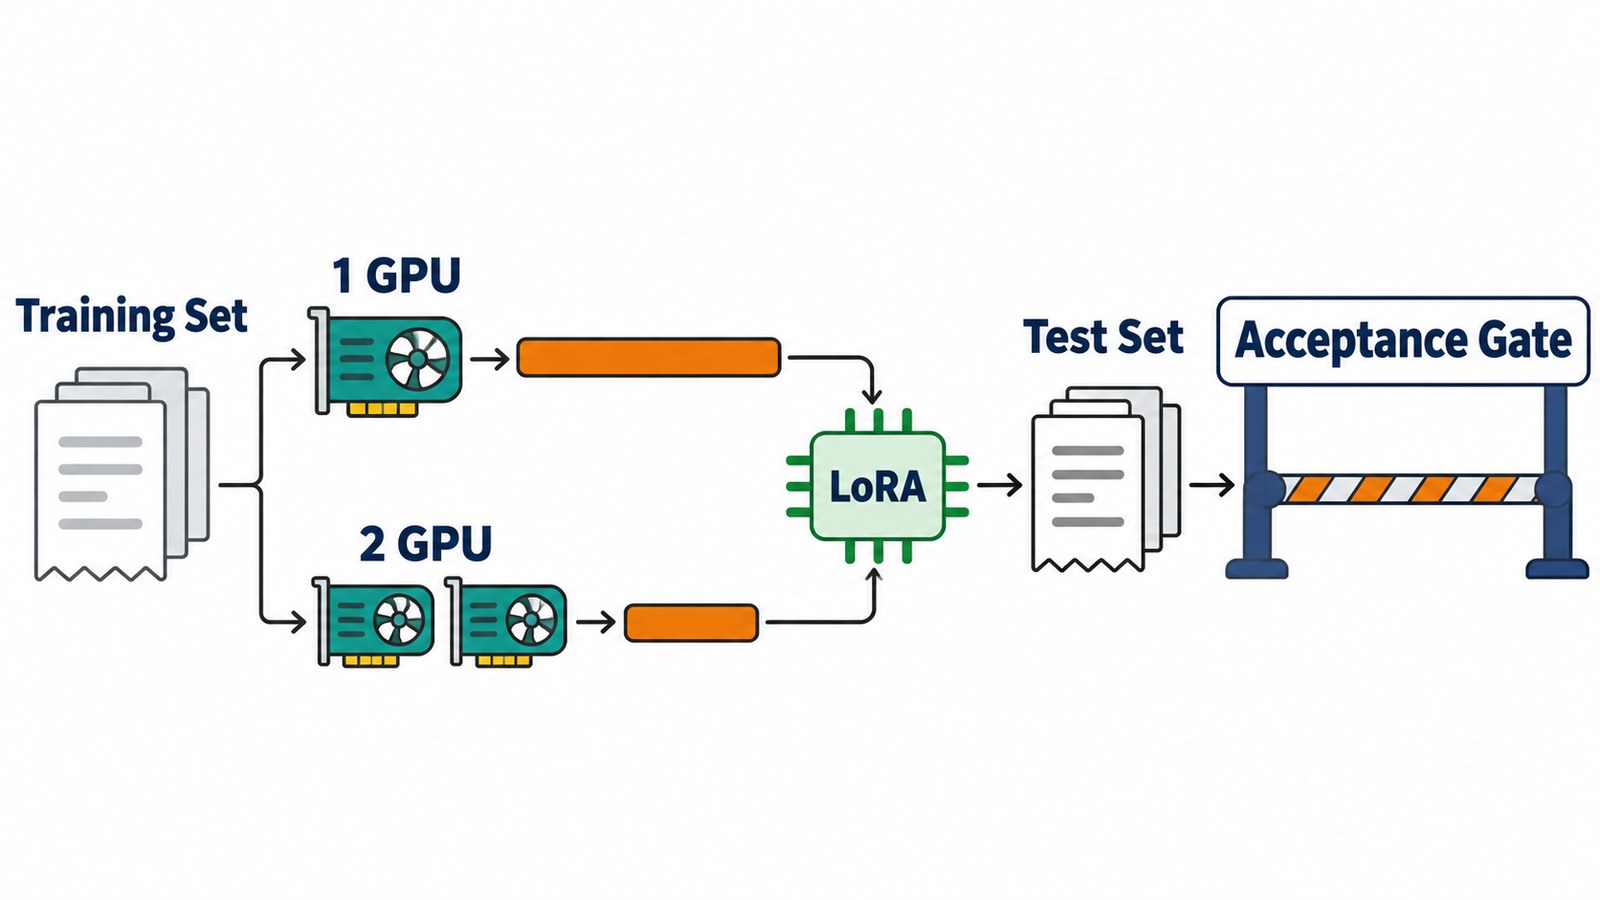 Training Set
1 GPU
2 GPU
LoRA
Test Set
Acceptance Gate